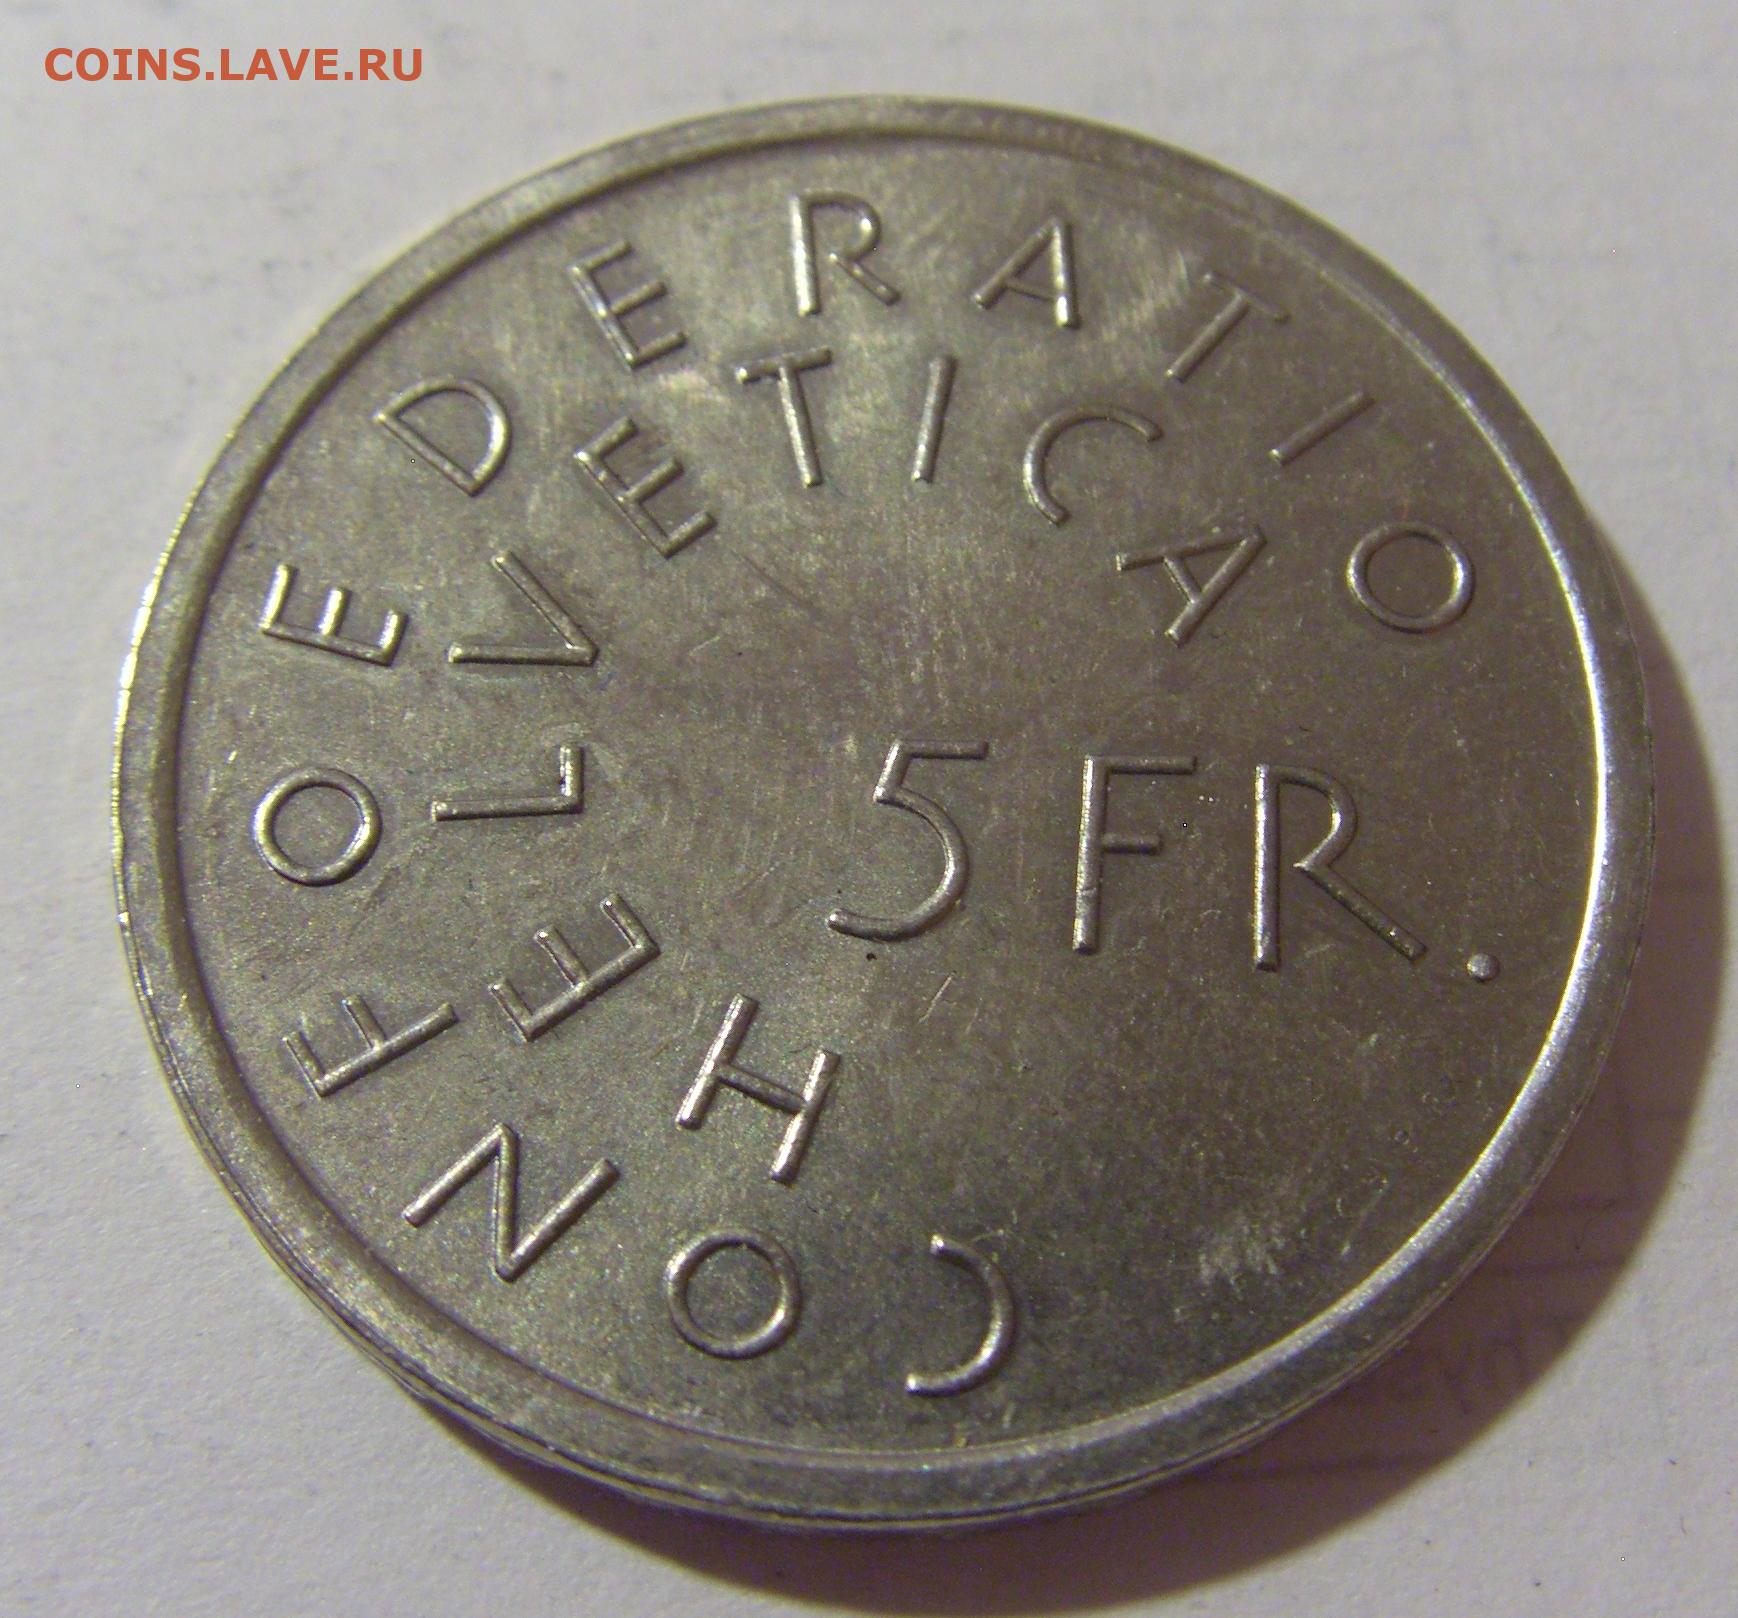 COINS.LAVE.RU
CONFOEDERATIO
HELVETICA
5 FR.